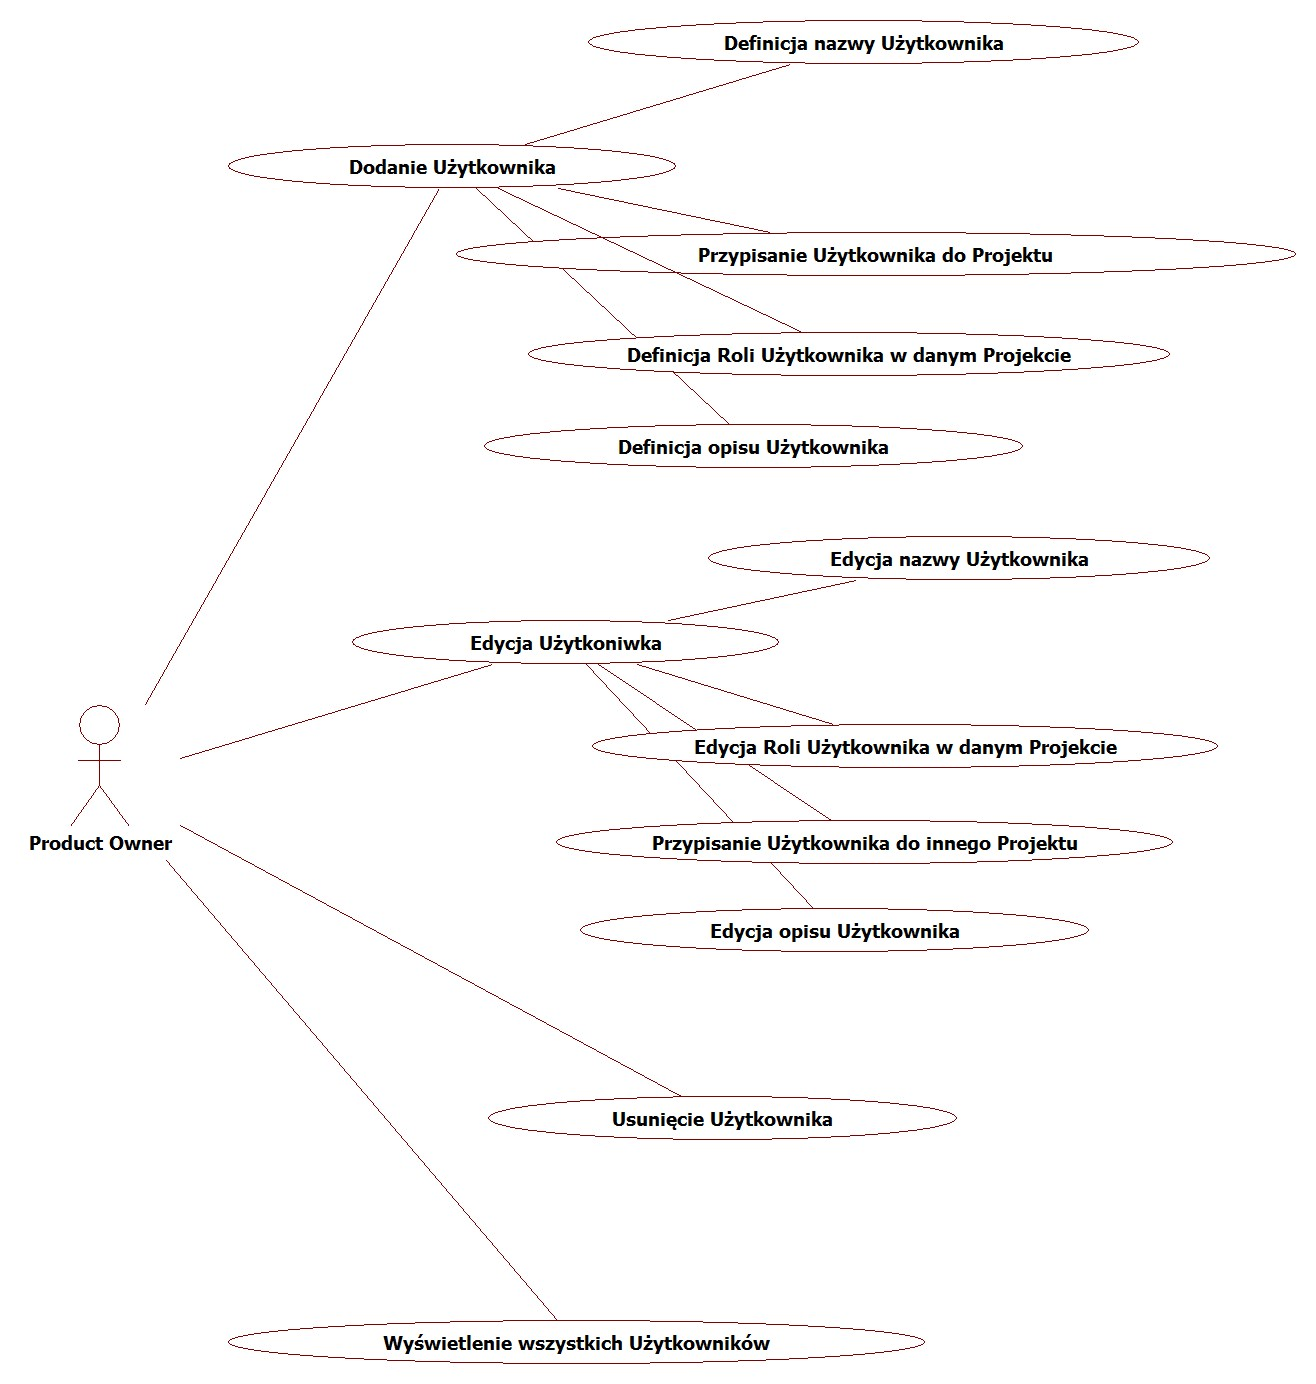 Definicja nazwy Użytkownika
Dodanie Użytkownika
Przypisanie Użytkownika do Projektu
Definicja Roli Użytkownika w danym Projekcie
Definicja opisu Użytkownika
Edycja nazwy Użytkownika
Edycja Użytkoniwka
Edycja Roli Użytkownika w danym Projekcie
Product Owner
Przypisanie Użytkownika do innego Projektu
Edycja opisu Użytkownika
Usunięcie Użytkownika
Wyświetlenie wszystkich Użytkowników